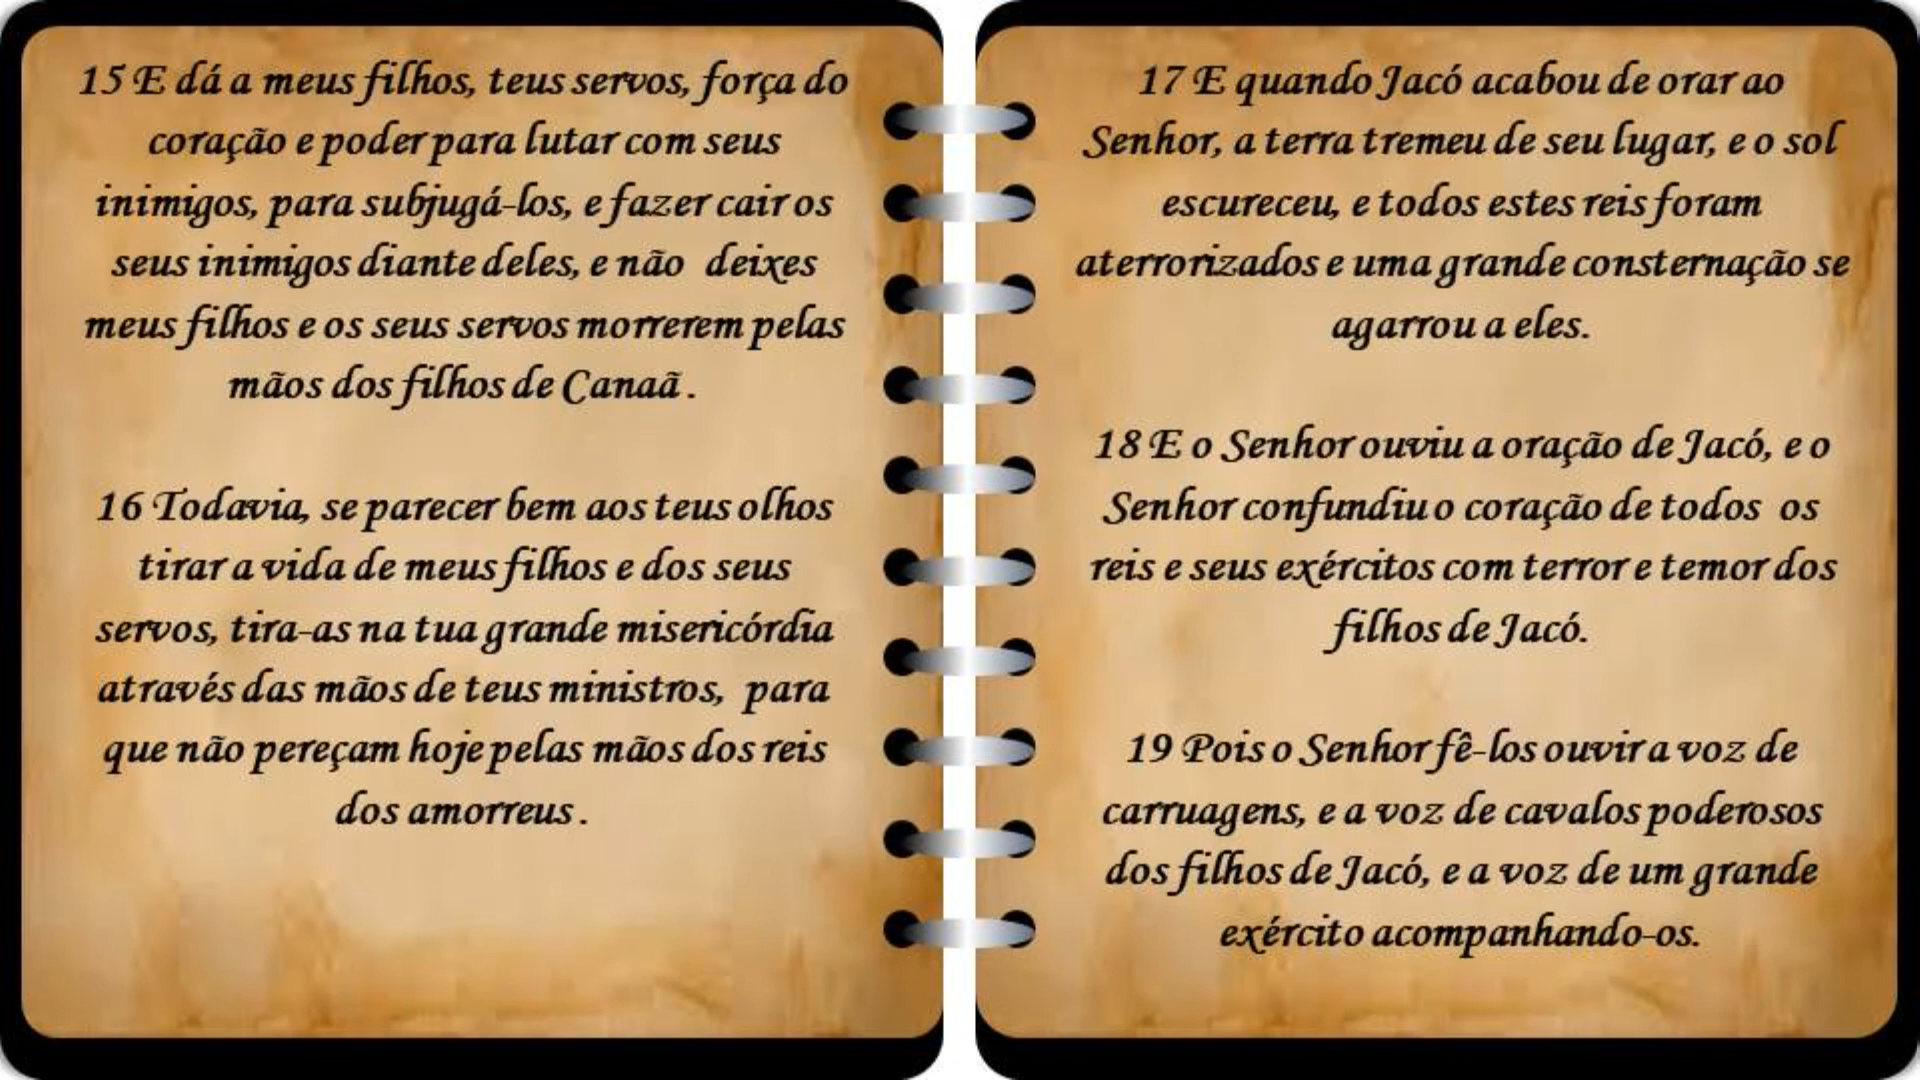 15 E dá a meus filhos, teus servos, força do
coração e poder para lutar com seus
inimigos, para subjugá-los, e fazer cair os
seus inimigos diante deles, e não deixes
meus filhos e os seus servos morrerem pelas
mãos dos filhos de Canaã .
16 Todavia, se parecer bem aos teus olhos
tirar a vida de meus filhos e dos seus
servos, tira-as na tua grande misericórdia
através das mãos de teus ministros, para
que não pereçam hoje pelas mãos dos reis
dos amorreus .
17 E quando Jacó acabou de orar ao
Senhor, a terra tremeu de seu lugar, e o sol
escureceu, e todos estes reis foram
aterrorizados e uma grande consternação se
agarrou a eles.
18 E o Senhor ouviu a oração de Jacó, e o
Senhor confundiu o coração de todos os
reis e seus exércitos com terror e temor dos
filhos de Jacó.
19 Pois o Senhor fê-los ouvir a voz de
carruagens, e a voz de cavalos poderosos
dos filhos de Jacó, e a voz de um grande
exército acompanhando-os.